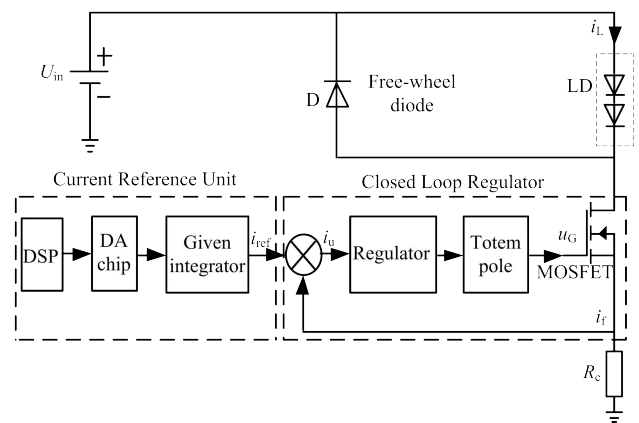 i_L
+
U_in
−
D
Free-wheel
diode
LD
Current Reference Unit
Closed Loop Regulator
DSP
DA
chip
Given
integrator
i_ref
i_u
Regulator
Totem
pole
u_G
MOSFET
i_f
R_c